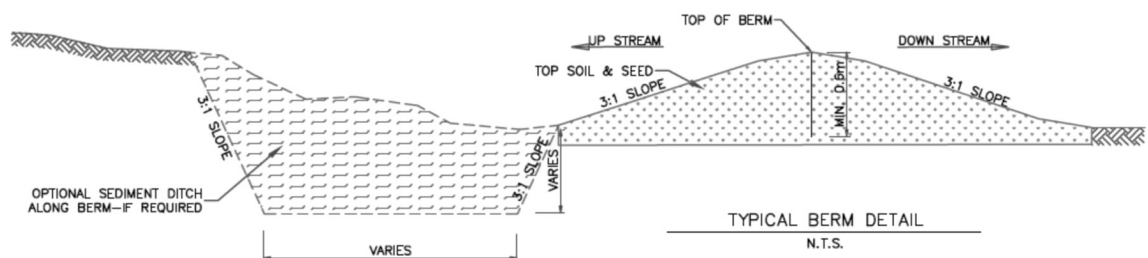 TOP OF BERM
UP STREAM
DOWN STREAM
TOP SOIL & SEED
3:1 SLOPE
MIN. 0.6m
3:1 SLOPE
3:1 SLOPE
3:1 SLOPE
VARIES
OPTIONAL SEDIMENT DITCH
ALONG BERM-IF REQUIRED
VARIES
TYPICAL BERM DETAIL
N.T.S.